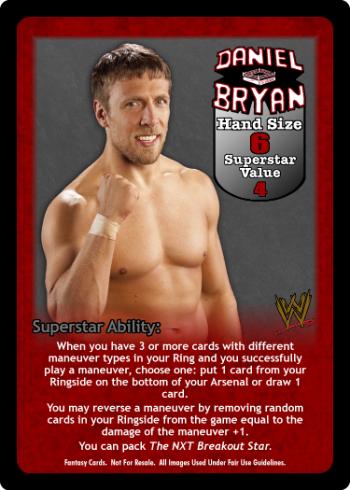 DANIEL
BRYAN
Hand Size
6
Superstar
Value
4
W
Superstar Ability:
When you have 3 or more cards with different
maneuver types in your Ring and you successfully
play a maneuver, choose one: put 1 card from your
Ringside on the bottom of your Arsenal or draw 1
card.
You may reverse a maneuver by removing random
cards in your Ringside from the game equal to the
damage of the maneuver +1.
You can pack The NXT Breakout Star.
Fantasy Cards. Not For Resale. All Images Used Under Fair Use Guidelines.